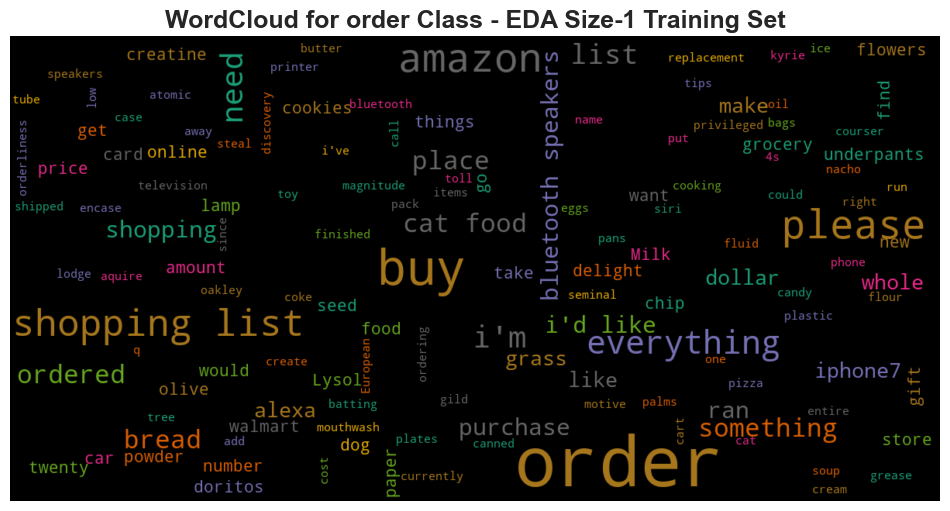 WordCloud for order Class - EDA Size-1 Training Set
creatine
butter
amazon
list
replacement
kyrie
ice
flowers
speakers
need
printer
bluetooth speakers
tips
find
tube
low
atomic
discovery
cookies
bluetooth
make
oil
case
away
call
things
name
privileged
bags
courser
get
steal
put
orderliness
card
online
i've
place
grocery
4s
underpants
price
toll
go
nacho
television
toy
magnitude
items
want
cooking
could
run
shipped
encase
lamp
pack
eggs
siri
right
please
shopping
since
finished
cat food
pans
fluid
new
Milk
lodge
aquire
amount
buy
take
delight
dollar
phone
whole
oakley
coke
seed
seminal
chip
candy
flour
shopping list
food
i'd like
plastic
q
European
ordering
i'm
everything
one
ordered
would
create
Lysol
grass
like
pizza
iphone7
gift
olive
batting
gild
motive
palms
entire
tree
alexa
ran
walmart
mouthwash
purchase
cart
something
bread
add
dog
plates
canned
cat
store
car
powder
twenty
number
cost
paper
currently
order
soup
grease
doritos
cream